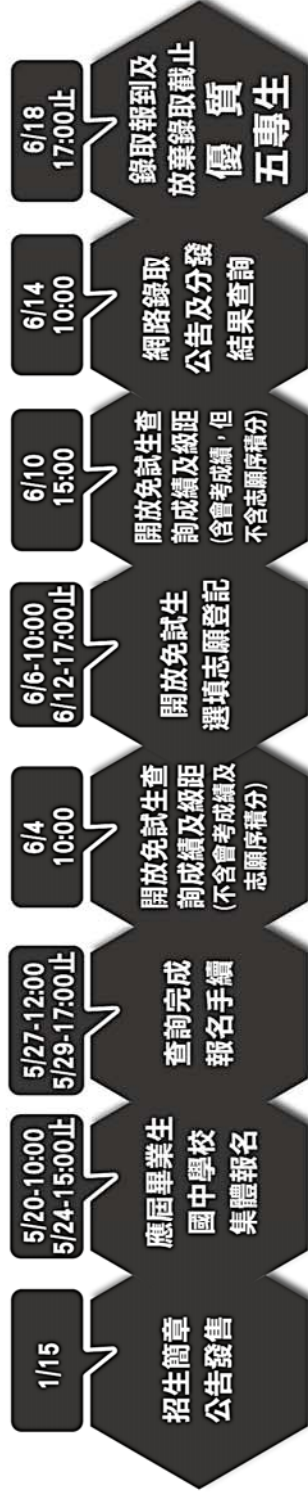 1/15
招生簡章
公告發售
5/20-10:00
5/24-15:00止
應屆畢業生
國中學校
集體報名
5/27-12:00
5/29-17:00止
查詢完成
報名手續
6/4
10:00
開放免試生查
詢成績及級距
(不含會考成績及
志願序積分)
6/6-10:00
6/12-17:00止
開放免試生
選填志願登記
6/10
15:00
開放免試生查
詢成績及級距
(含會考成績，但
不含志願序積分)
6/14
10:00
網路錄取
公告及分發
結果查詢
6/18
17:00止
錄取報到及
放棄錄取截止
優質
五專生